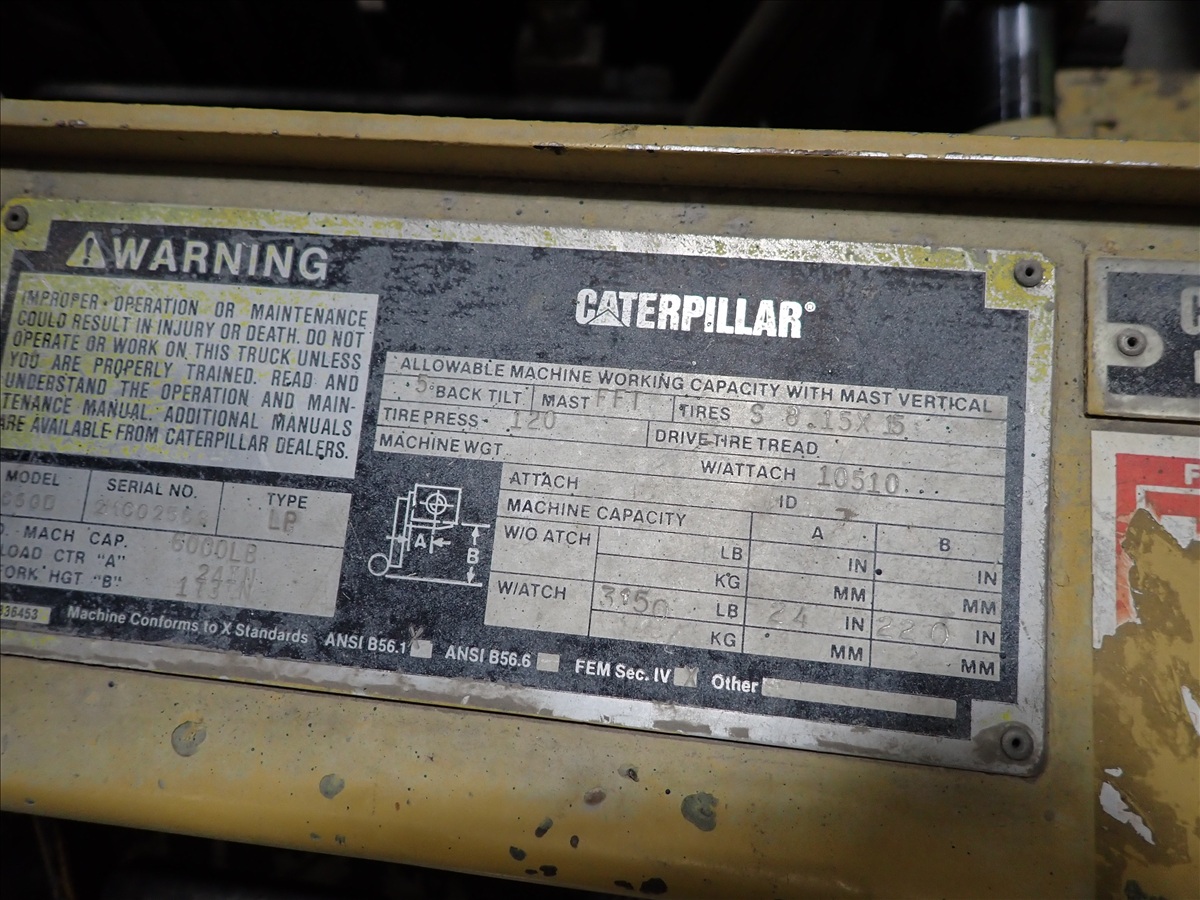 WARNING
IMPROPER OPERATION OR MAINTENANCE
COULD RESULT IN INJURY OR DEATH. DO NOT
OPERATE OR WORK ON THIS TRUCK UNLESS
YOU ARE PROPERLY TRAINED. READ AND
UNDERSTAND THE OPERATION AND MAIN-
TENANCE MANUAL. ADDITIONAL MANUALS
ARE AVAILABLE FROM CATERPILLAR DEALERS.
MODEL SERIAL NO. TYPE
LP
MACH CAP. 6000LB
LOAD CTR "A" 24IN
FORK HGT "B" 173IN
36453 Machine Conforms to X Standards ANSI B56.1 X ANSI B56.6 FEM Sec. IV X Other
CATERPILLAR®
ALLOWABLE MACHINE WORKING CAPACITY WITH MAST VERTICAL
5° BACK TILT MAST FFT TIRES S 8.15X15
TIRE PRESS 120 DRIVE TIRE TREAD
MACHINE WGT W/ATTACH 10510
ATTACH ID
MACHINE CAPACITY A B
W/O ATCH LB IN IN
KG MM MM
W/ATCH 3150 LB 24 IN 220 IN
KG MM MM
A
B